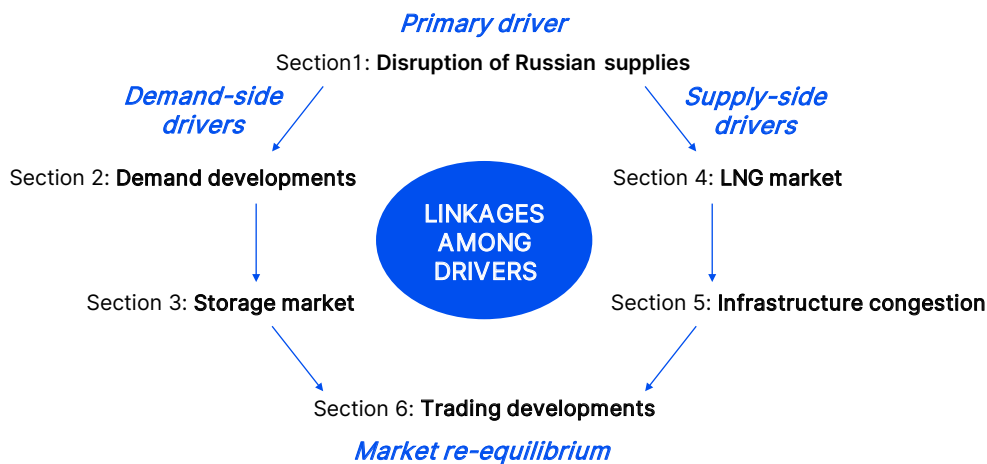 Primary driver
Section1: Disruption of Russian supplies
Demand-side
drivers
Supply-side
drivers
Section 2: Demand developments
Section 4: LNG market
LINKAGES
AMONG
DRIVERS
Section 3: Storage market
Section 5: Infrastructure congestion
Section 6: Trading developments
Market re-equilibrium